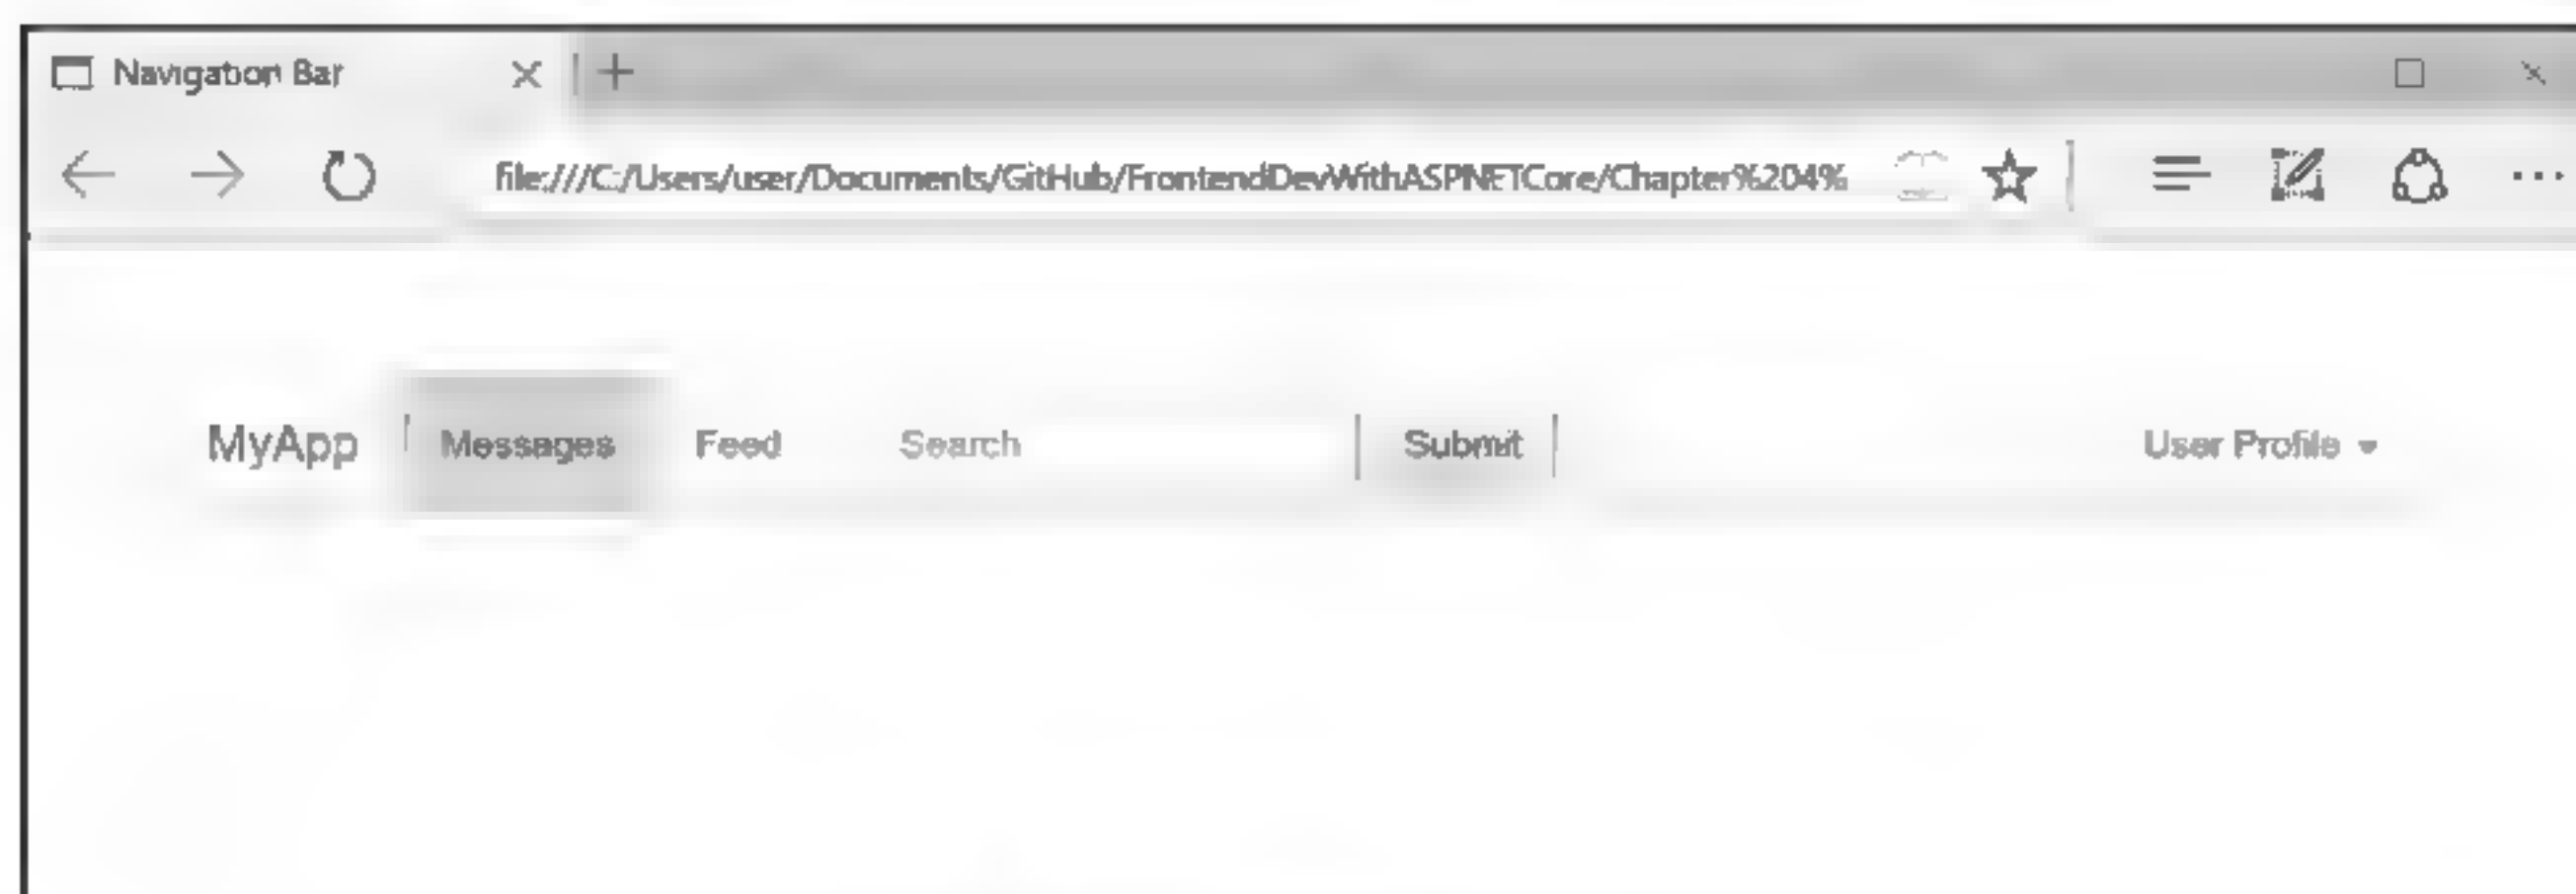 Navigation Bar
file:///C:/Users/user/Documents/GitHub/FrontendDevWithASPNETCore/Chapter%204%
MyApp Messages Feed Search Submit User Profile